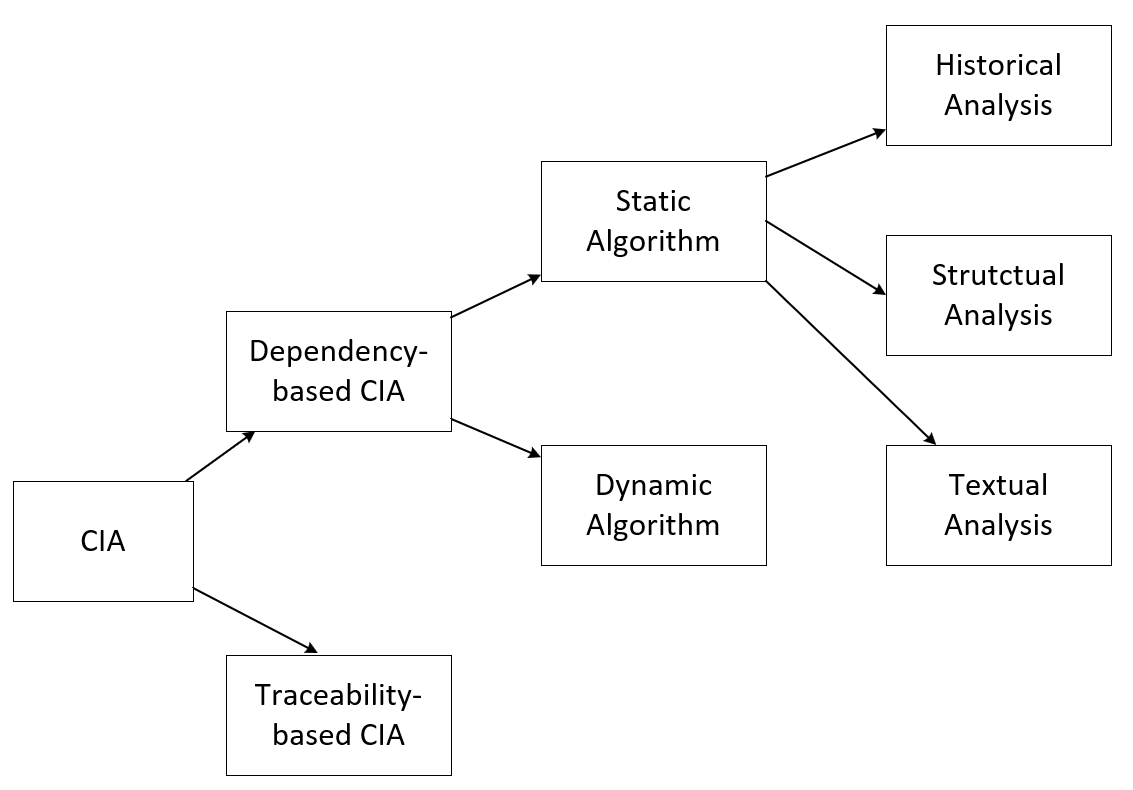 Historical
Analysis
Static
Algorithm
Strutctual
Analysis
Dependency-
based CIA
Dynamic
Algorithm
Textual
Analysis
CIA
Traceability-
based CIA